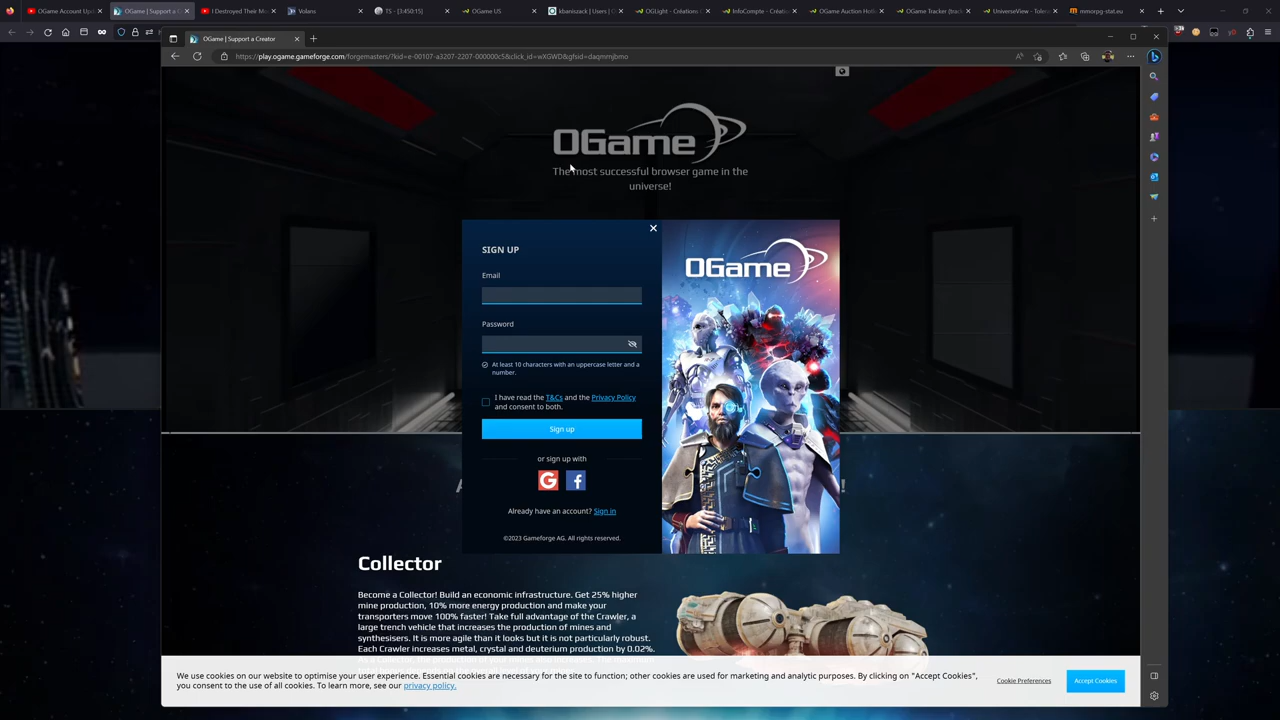 OGame Account Upda
OGame | Support a C
I Destroyed Their Ma
Volans
TS - [3:450:15]
OGame US
kbaniszack | Users | O
OGLight - Créations
InfoCompte - Créati
OGame Auction Hel
OGame Tracker (trac
UniverseView - Toler
mmorpg-stat.eu
OGame | Support a Creator
https://play.ogame.gameforge.com/forgemasters/?kid=e-00107-a3207-2207-000000c5&click_id=wXGWD&gfsid=daqmrnjbmo
OGame
The most successful browser game in the
universe!
SIGN UP
Email
Password
At least 10 characters with an uppercase letter and a
number.
I have read the T&Cs and the Privacy Policy
and consent to both.
Sign up
or sign up with
Already have an account? Sign in
©2023 Gameforge AG. All rights reserved.
OGame
Collector
Become a Collector! Build an economic infrastructure. Get 25% higher
mine production, 10% more energy production and make your
transporters move 100% faster! Take full advantage of the Crawler, a
large trench vehicle that increases the production of mines and
synthesisers. It is more agile than it looks but it is not particularly robust.
Each Crawler increases metal, crystal and deuterium production by 0.02%.
We use cookies on our website to optimise your user experience. Essential cookies are necessary for the site to function; other cookies are used for marketing and analytic purposes. By clicking on "Accept Cookies",
you consent to the use of all cookies. To learn more, see our privacy policy.
Cookie Preferences
Accept Cookies